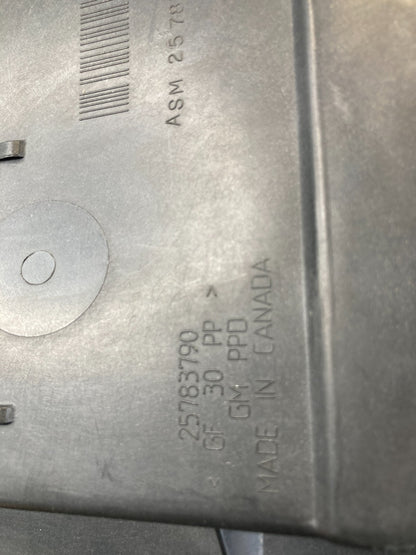 ASM 2578
25783790
< GF 30 PP >
GM PPD
MADE IN CANADA